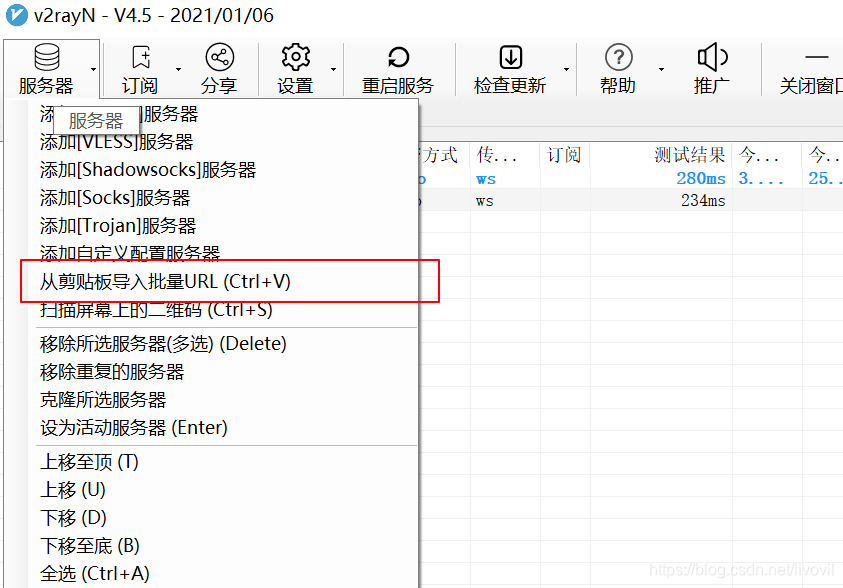 v2rayN - V4.5 - 2021/01/06
服务器 订阅 分享 设置 重启服务 检查更新 帮助 推广 关闭窗口
服务器
]服务器
添加[VLESS]服务器
添加[Shadowsocks]服务器
添加[Socks]服务器
添加[Trojan]服务器
添加自定义配置服务器
从剪贴板导入批量URL (Ctrl+V)
扫描屏幕上的二维码 (Ctrl+S)
移除所选服务器(多选) (Delete)
移除重复的服务器
克隆所选服务器
设为活动服务器 (Enter)
上移至顶 (T)
上移 (U)
下移 (D)
下移至底 (B)
全选 (Ctrl+A)
方式 传... 订阅 测试结果 今... 今...
o ws 280ms 3.... 25...
ws 234ms
https://blog.csdn.net/livovil